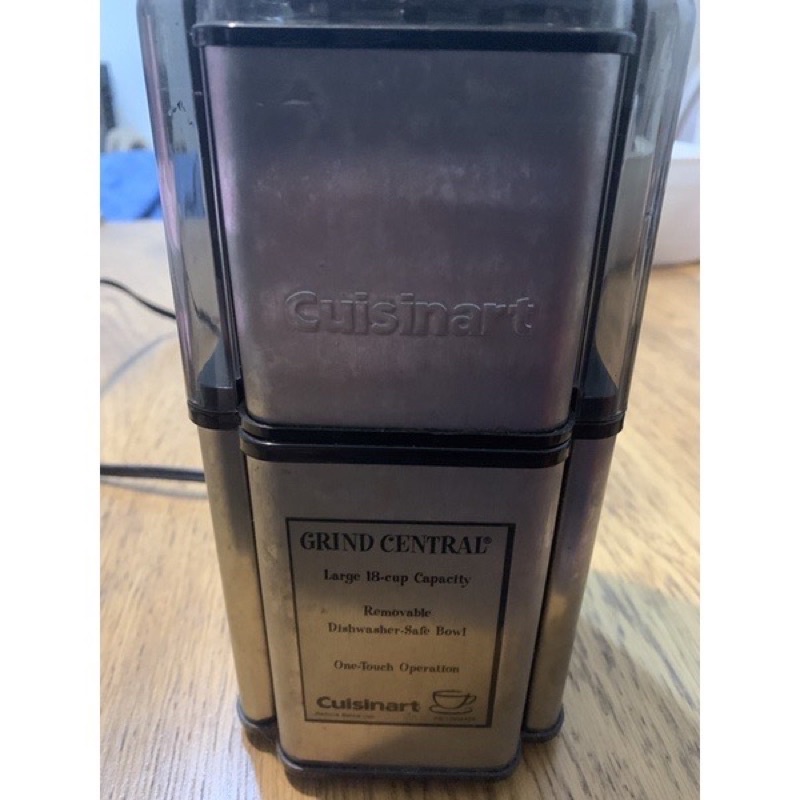 Cuisinart
GRIND CENTRAL®
Large 18-cup Capacity
Removable
Dishwasher-Safe Bowl
One-Touch Operation
Cuisinart